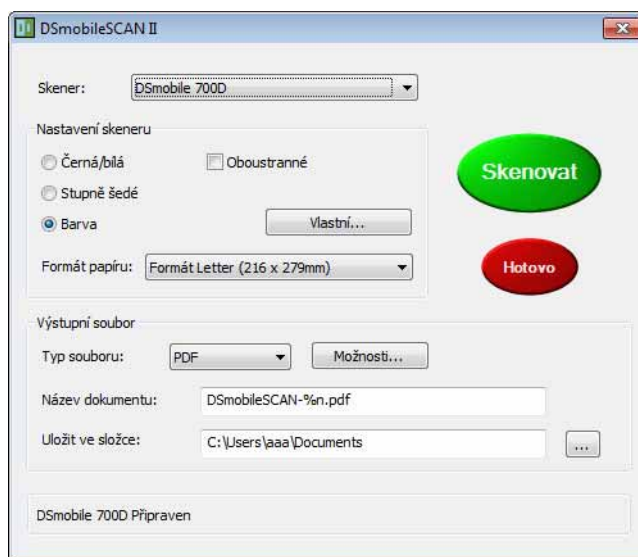 DSmobileSCAN II
Skener: DSmobile 700D
Nastavení skeneru
Černá/bílá Oboustranné
Skenovat
Stupně šedé
Barva Vlastní...
Hotovo
Formát papíru: Formát Letter (216 x 279mm)
Výstupní soubor
Typ souboru: PDF Možnosti...
Název dokumentu: DSmobileSCAN-%n.pdf
Uložit ve složce: C:\Users\aaa\Documents ...
DSmobile 700D Připraven